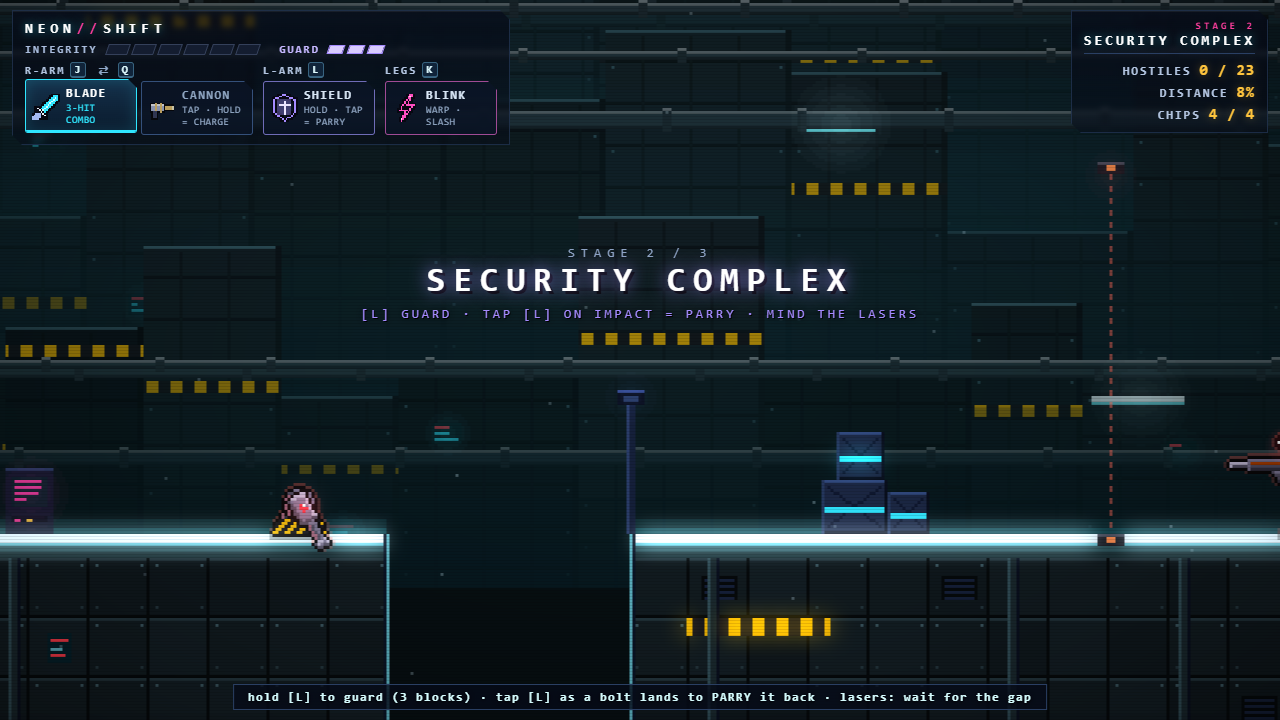 NEON//SHIFT
INTEGRITY GUARD
R-ARM J ⇄ Q L-ARM L LEGS K
BLADE
3-HIT
COMBO
CANNON
TAP · HOLD
= CHARGE
SHIELD
HOLD · TAP
= PARRY
BLINK
WARP ·
SLASH
STAGE 2
SECURITY COMPLEX
HOSTILES 0 / 23
DISTANCE 8%
CHIPS 4 / 4
STAGE 2 / 3
SECURITY COMPLEX
[L] GUARD · TAP [L] ON IMPACT = PARRY · MIND THE LASERS
hold [L] to guard (3 blocks) · tap [L] as a bolt lands to PARRY it back · lasers: wait for the gap